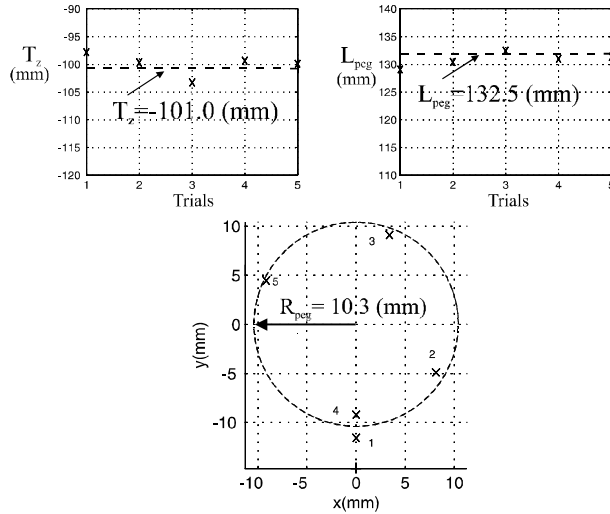 T_z
(mm)
-90
-95
-100
-105
-110
-115
-120
T_z=-101.0 (mm)
1 2 3 4 5
Trials
L_peg
(mm)
140
135
130
125
120
115
110
L_peg=132.5 (mm)
1 2 3 4 5
Trials
y(mm)
10
5
0
-5
-10
3
5
R_peg= 10.3 (mm)
2
4
1
-10 -5 0 5 10
x(mm)